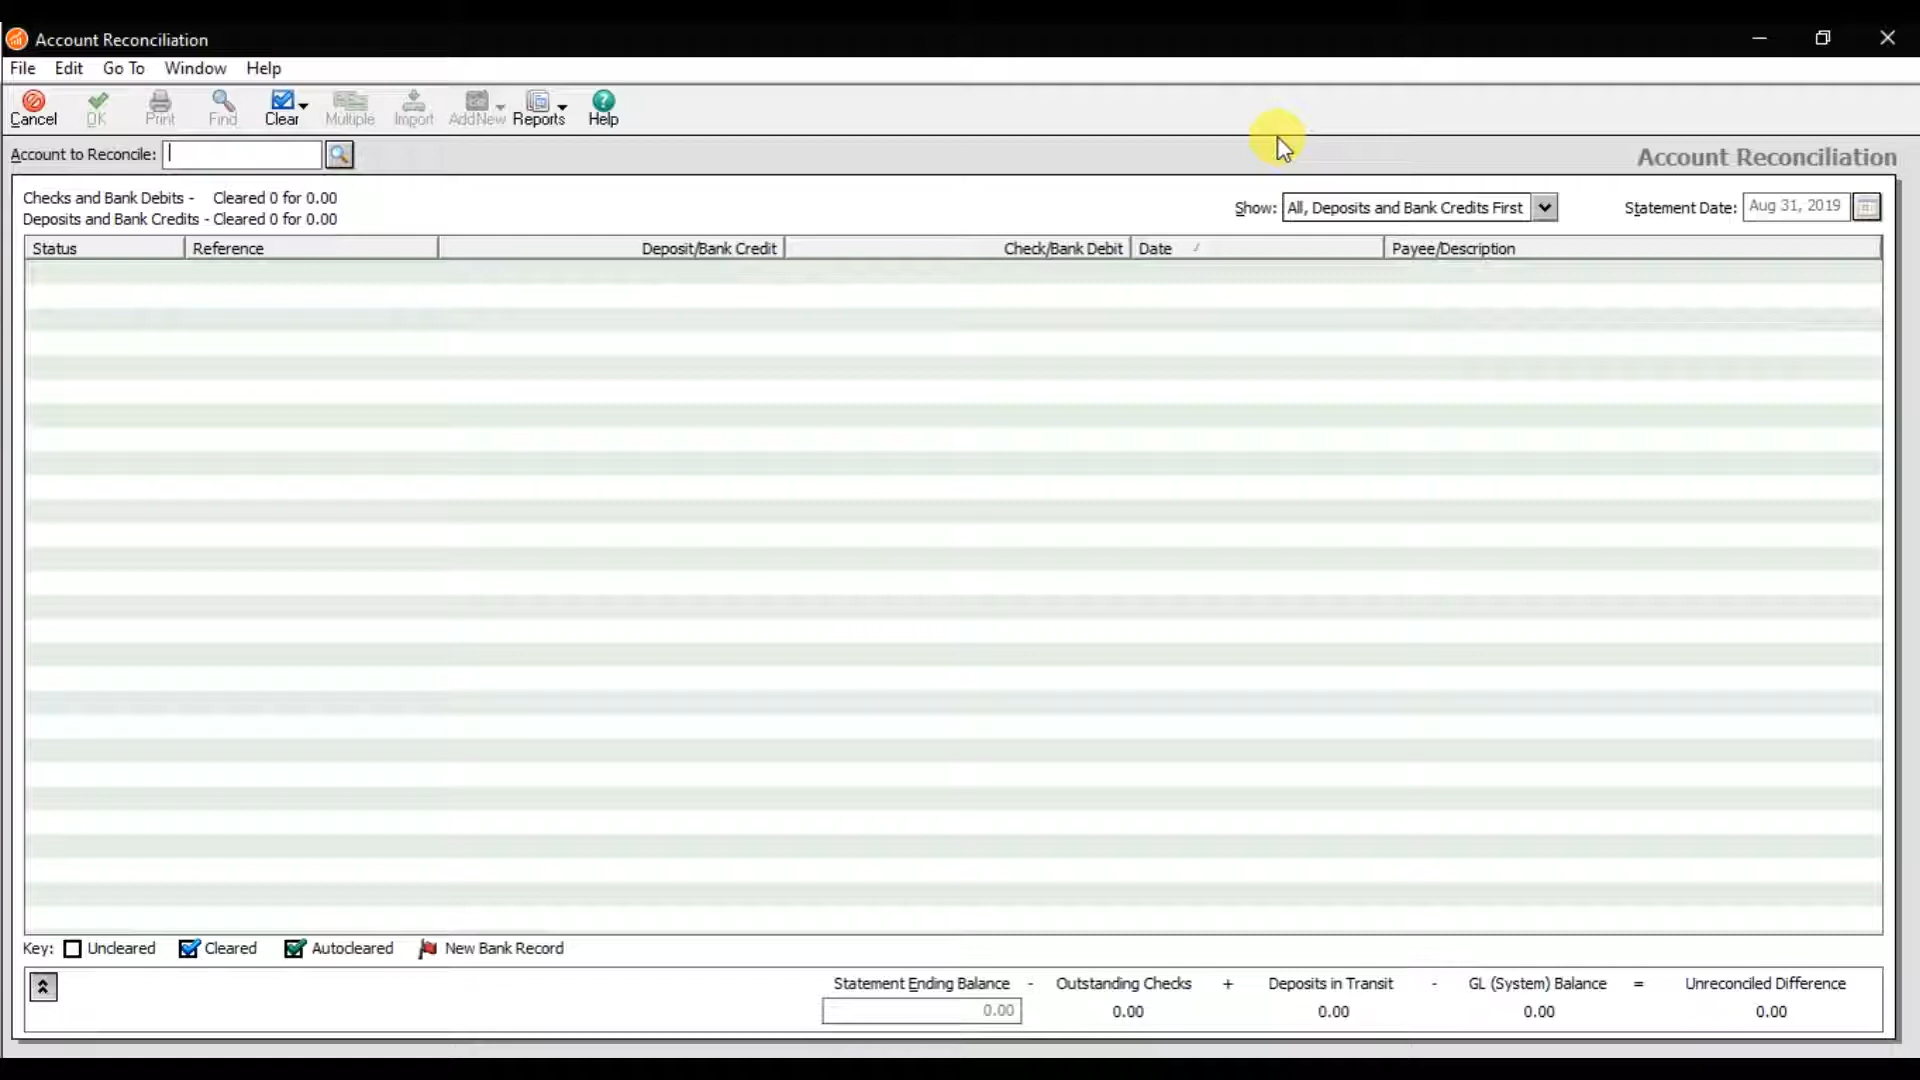 Account Reconciliation
File Edit Go To Window Help
Cancel OK Print Find Clear Multiple Import AddNew Reports Help
Account to Reconcile: Account Reconciliation
Checks and Bank Debits - Cleared 0 for 0.00
Deposits and Bank Credits - Cleared 0 for 0.00
Show: All, Deposits and Bank Credits First Statement Date: Aug 31, 2019
Status Reference Deposit/Bank Credit Check/Bank Debit Date / Payee/Description
Key: Uncleared Cleared Autocleared New Bank Record
Statement Ending Balance - Outstanding Checks + Deposits in Transit - GL (System) Balance = Unreconciled Difference
0.00 0.00 0.00 0.00 0.00